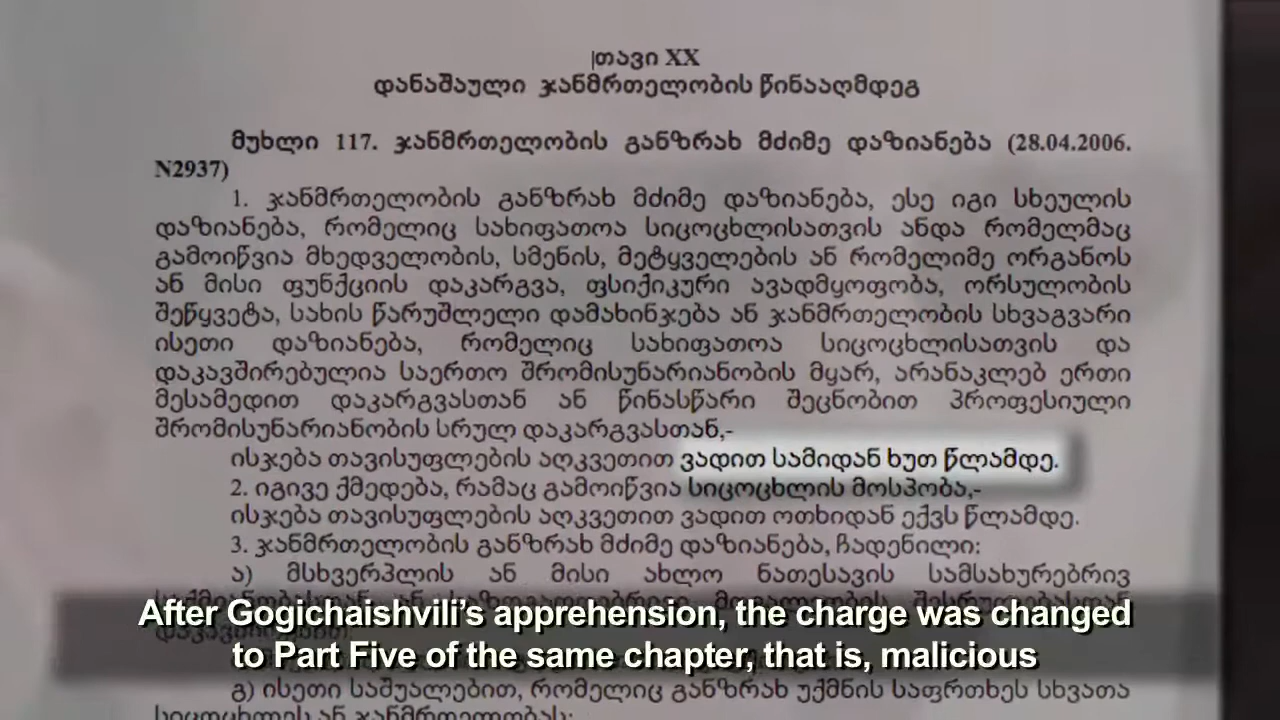 თავი XX
დანაშაული ჯანმრთელობის წინააღმდეგ
მუხლი 117. ჯანმრთელობის განზრახ მძიმე დაზიანება (28.04.2006.
N2937)
1. ჯანმრთელობის განზრახ მძიმე დაზიანება, ესე იგი სხეულის
დაზიანება, რომელიც სახიფათოა სიცოცხლისათვის ანდა რომელმაც
გამოიწვია მხედველობის, სმენის, მეტყველების ან რომელიმე ორგანოს
ან მისი ფუნქციის დაკარგვა, ფსიქიკური ავადმყოფობა, ორსულობის
შეწყვეტა, სახის წარუშლელი დამახინჯება ან ჯანმრთელობის სხვაგვარი
ისეთი დაზიანება, რომელიც სახიფათოა სიცოცხლისათვის და
დაკავშირებულია საერთო შრომისუნარიანობის მყარ, არანაკლებ ერთი
მესამედით დაკარგვასთან ან წინასწარი შეცნობით პროფესიული
შრომისუნარიანობის სრულ დაკარგვასთან,-
ისჯება თავისუფლების აღკვეთით ვადით სამიდან ხუთ წლამდე.
2. იგივე ქმედება, რამაც გამოიწვია სიცოცხლის მოსპობა,-
ისჯება თავისუფლების აღკვეთით ვადით ოთხიდან ექვს წლამდე.
3. ჯანმრთელობის განზრახ მძიმე დაზიანება, ჩადენილი:
ა) მსხვერპლის ან მისი ახლო ნათესავის სამსახურებრივ
After Gogichaishvili's apprehension, the charge was changed
to Part Five of the same chapter, that is, malicious
გ) ისეთი საშუალებით, რომელიც განზრახ უქმნის საფრთხეს სხვათა
სიცოცხლეს ან ჯანმრთელობას;